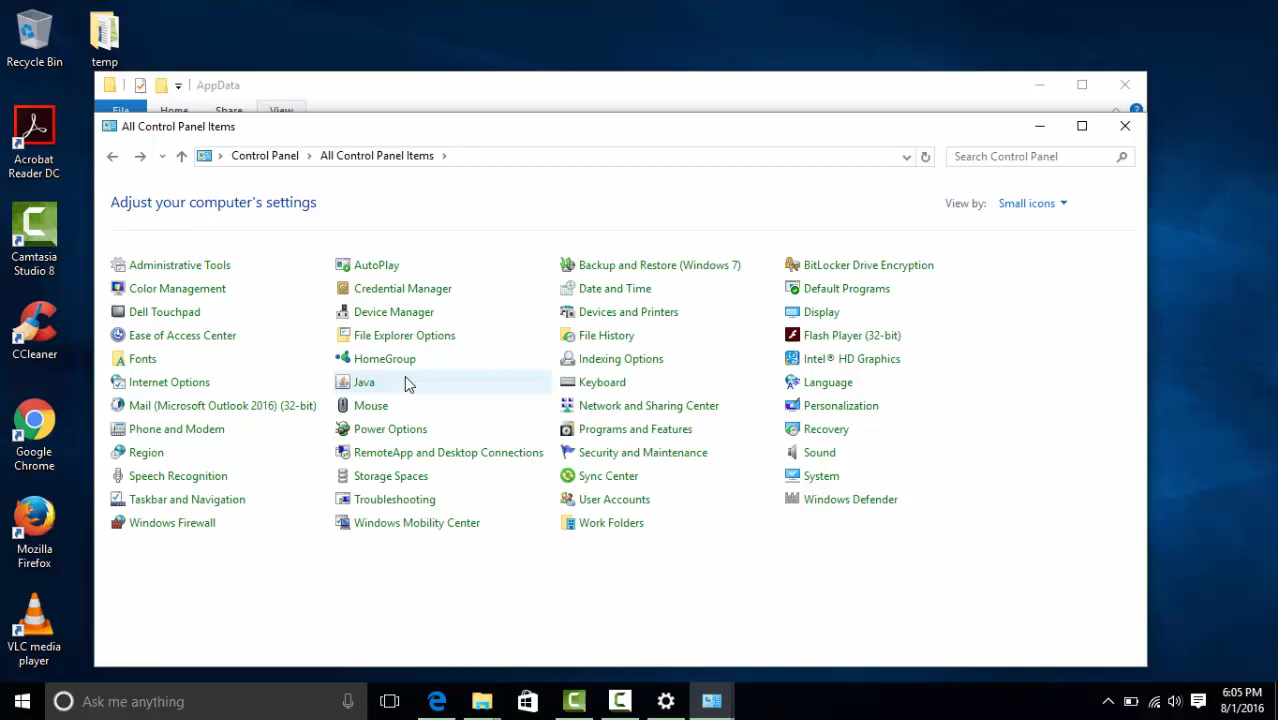 Recycle Bin
temp
Acrobat
Reader DC
Camtasia
Studio 8
CCleaner
Google
Chrome
Mozilla
Firefox
VLC media
player
AppData
File Home Share View
All Control Panel Items
Control Panel All Control Panel Items
Search Control Panel
Adjust your computer's settings
View by: Small icons
Administrative Tools AutoPlay Backup and Restore (Windows 7) BitLocker Drive Encryption
Color Management Credential Manager Date and Time Default Programs
Dell Touchpad Device Manager Devices and Printers Display
Ease of Access Center File Explorer Options File History Flash Player (32-bit)
Fonts HomeGroup Indexing Options Intel® HD Graphics
Internet Options Java Keyboard Language
Mail (Microsoft Outlook 2016) (32-bit) Mouse Network and Sharing Center Personalization
Phone and Modem Power Options Programs and Features Recovery
Region RemoteApp and Desktop Connections Security and Maintenance Sound
Speech Recognition Storage Spaces Sync Center System
Taskbar and Navigation Troubleshooting User Accounts Windows Defender
Windows Firewall Windows Mobility Center Work Folders
Ask me anything
6:05 PM
8/1/2016